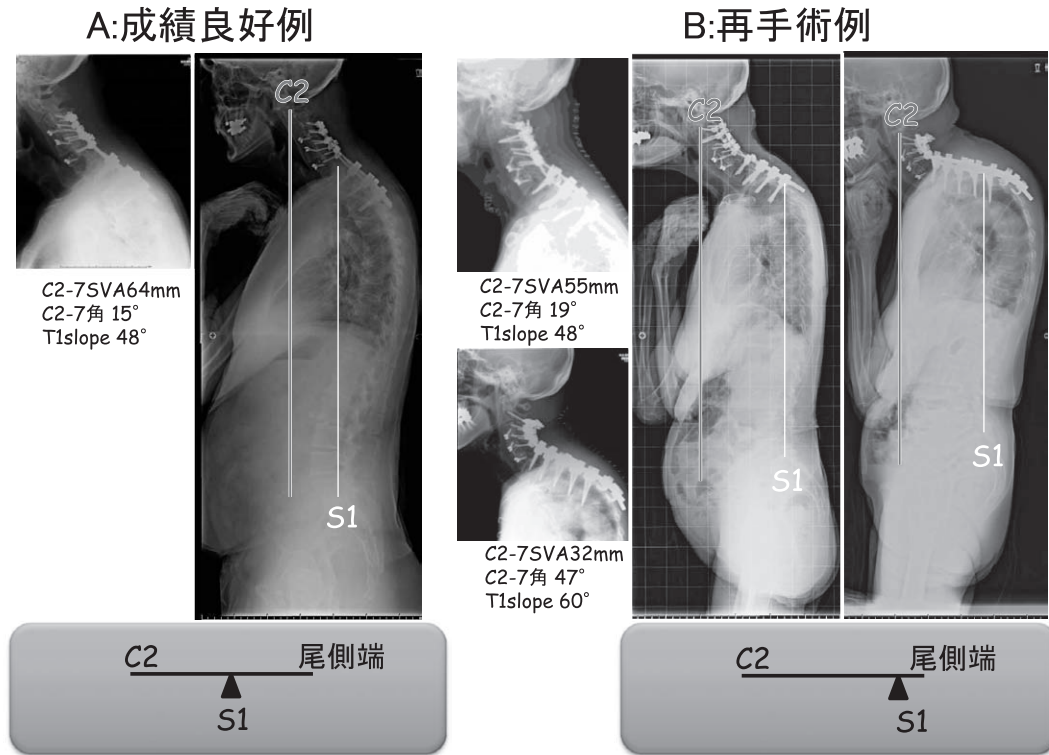 A:成績良好例
C2-7SVA64mm
C2-7角 15°
T1slope 48°
C2
S1
C2 尾側端
S1
B:再手術例
C2-7SVA55mm
C2-7角 19°
T1slope 48°
C2-7SVA32mm
C2-7角 47°
T1slope 60°
C2
S1
C2
S1
C2 尾側端
S1